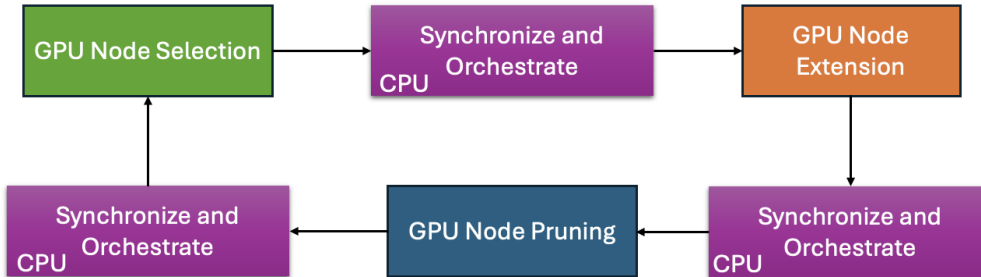 GPU Node Selection
Synchronize and
Orchestrate
CPU
GPU Node
Extension
Synchronize and
Orchestrate
CPU
GPU Node Pruning
Synchronize and
Orchestrate
CPU